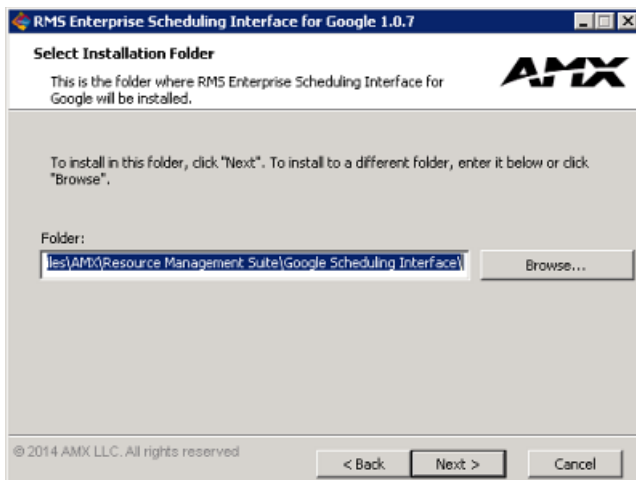 RMS Enterprise Scheduling Interface for Google 1.0.7
Select Installation Folder
This is the folder where RMS Enterprise Scheduling Interface for
Google will be installed.
AMX
To install in this folder, click "Next". To install to a different folder, enter it below or click
"Browse".
Folder:
les\AMX\Resource Management Suite\Google Scheduling Interface\
Browse...
© 2014 AMX LLC. All rights reserved
< Back
Next >
Cancel